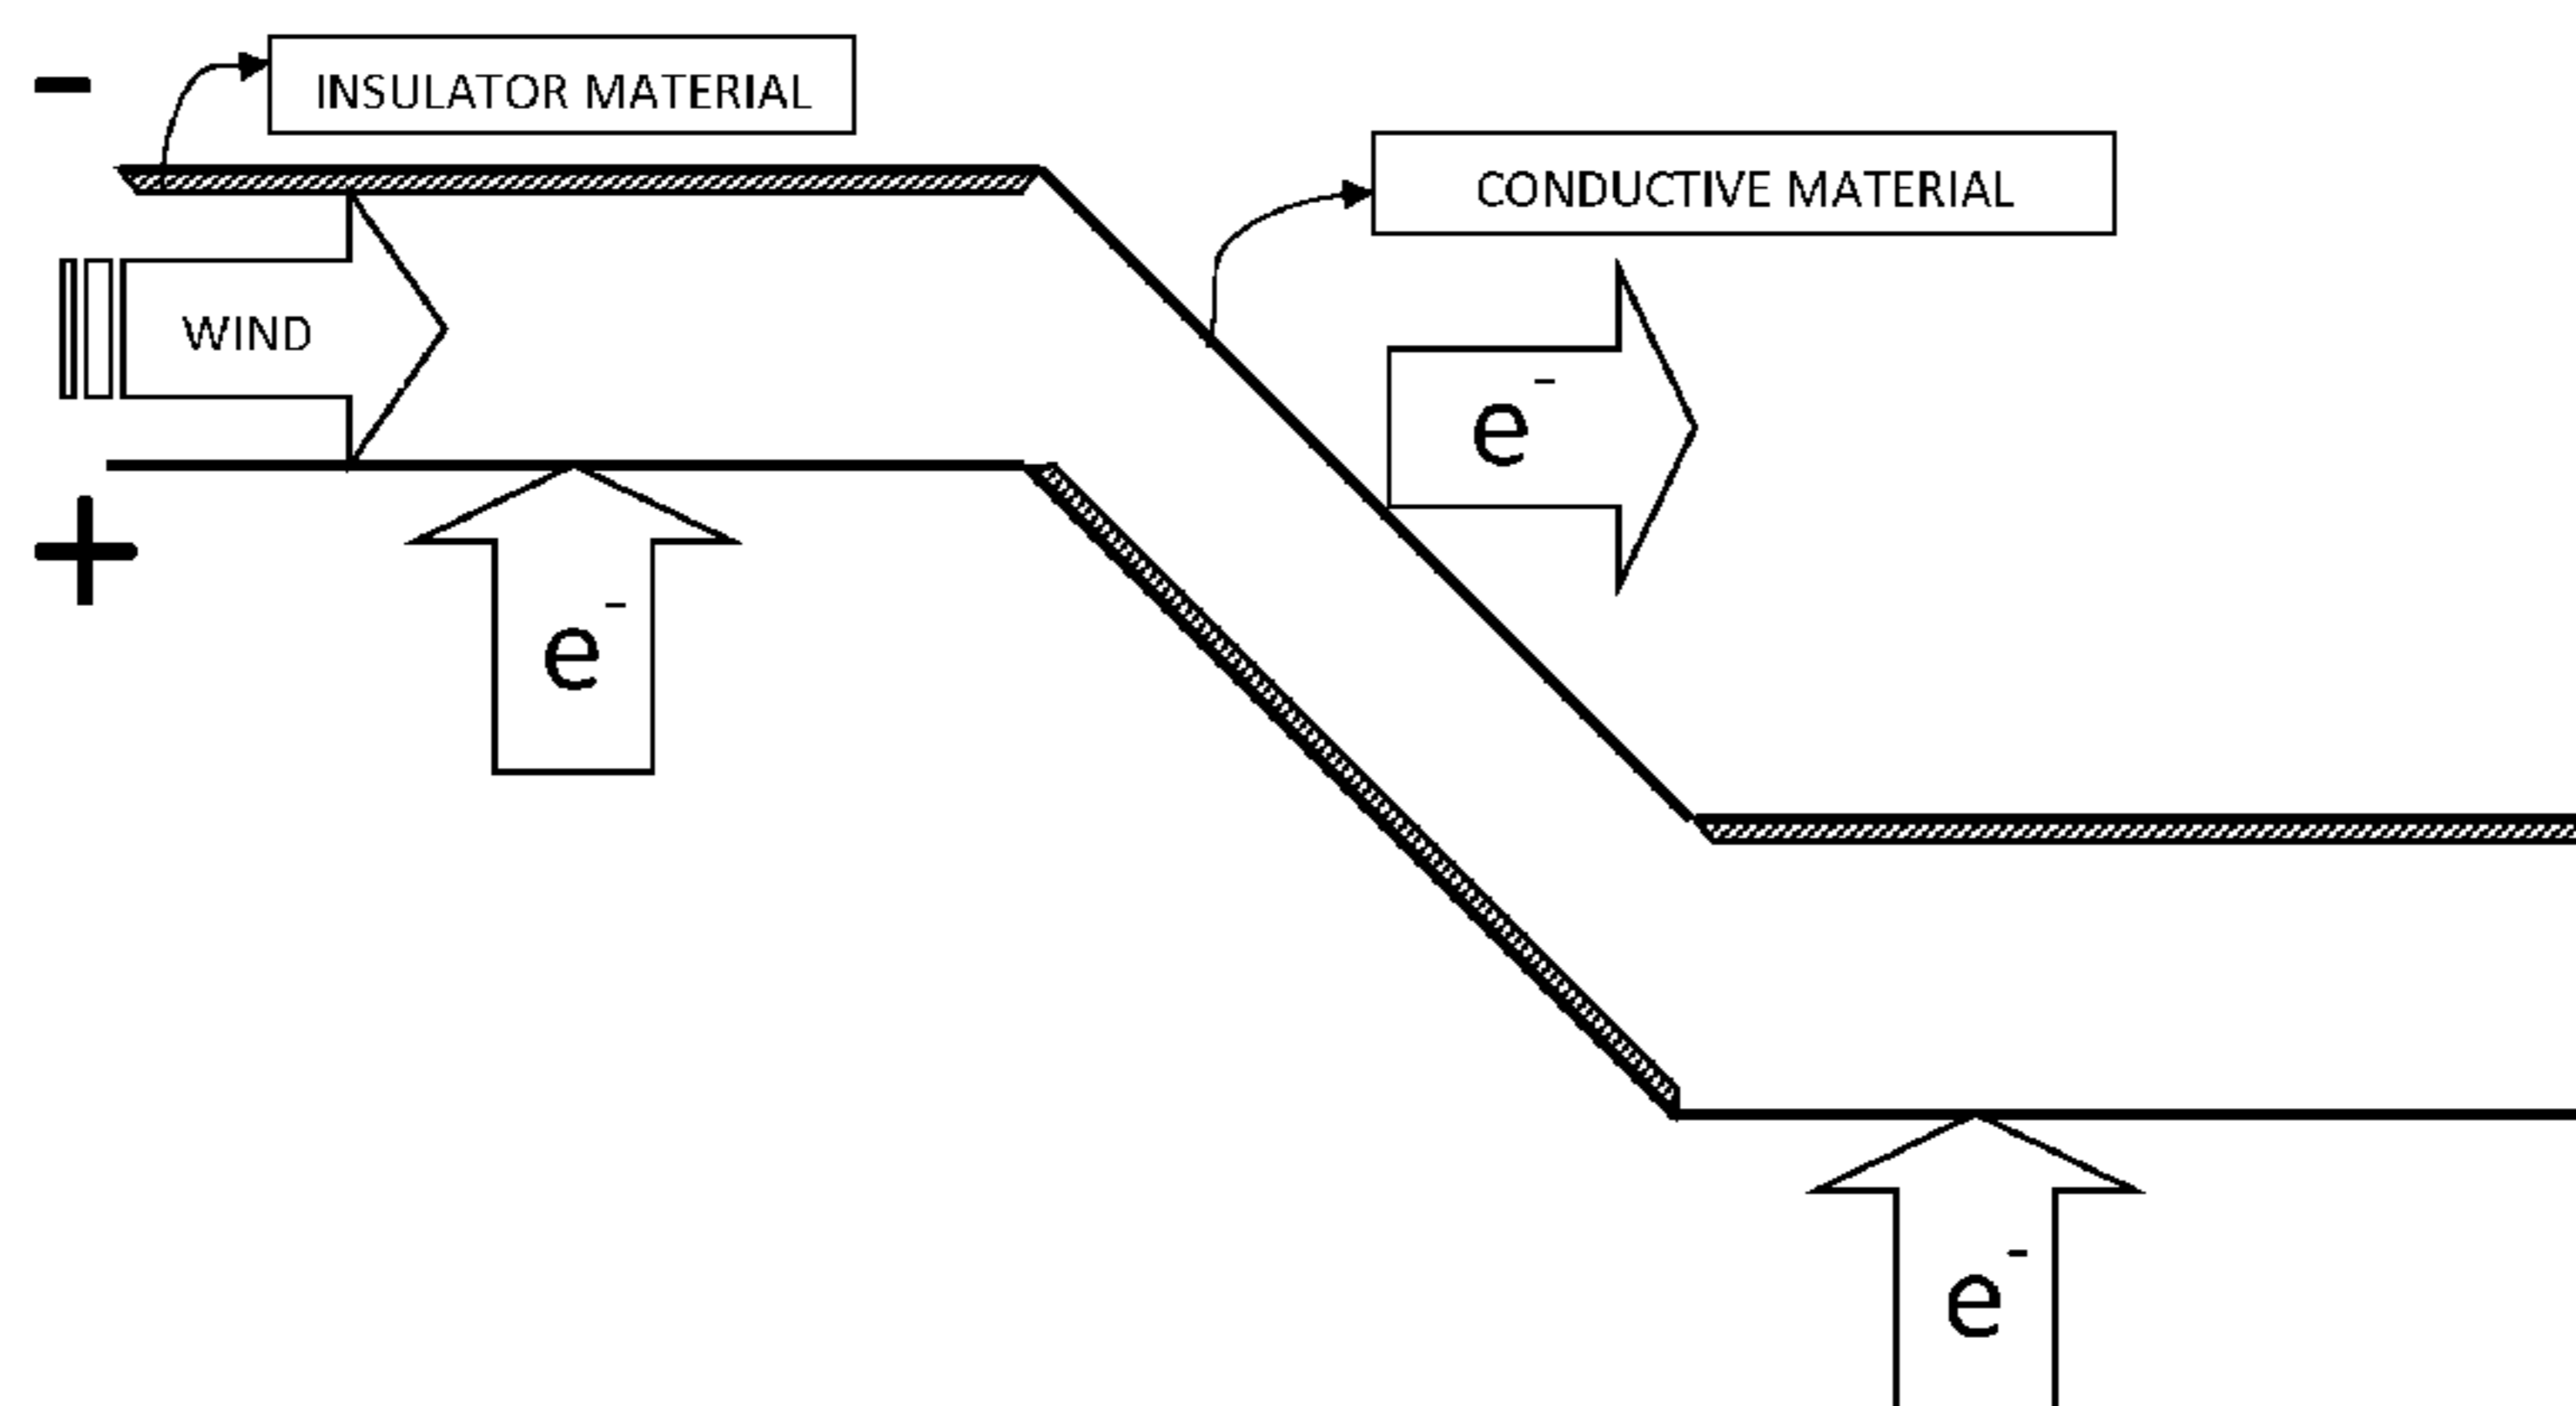 -
INSULATOR MATERIAL
CONDUCTIVE MATERIAL
WIND
e-
+
e-
e-